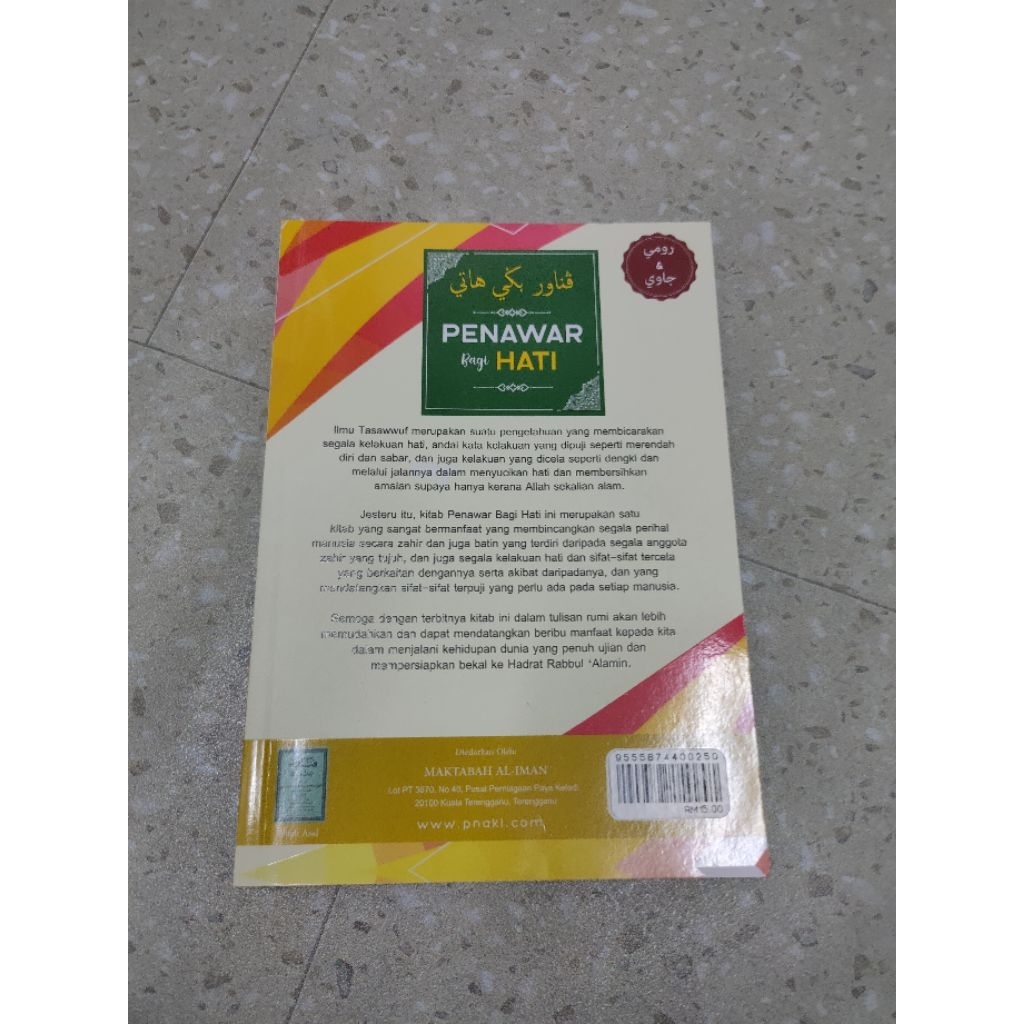 ڤناور بڬي هاتي
PENAWAR
Bagi HATI
رومي
&
جاوي
Ilmu Tasawwuf merupakan suatu pengetahuan yang membicarakan
segala kelakuan hati, andai kata kelakuan yang dipuji seperti merendah
diri dan sabar, dan juga kelakuan yang dicela seperti dengki dan
melalui jalannya dalam menyucikan hati dan membersihkan
amalan supaya hanya kerana Allah sekalian alam.
Jesteru itu, kitab Penawar Bagi Hati ini merupakan satu
kitab yang sangat bermanfaat yang membincangkan segala perihal
manusia secara zahir dan juga batin yang terdiri daripada segala anggota
zahir yang tujuh, dan juga segala kelakuan hati dan sifat-sifat tercela
yang berkaitan dengannya serta akibat daripadanya, dan yang
mendatangkan sifat-sifat terpuji yang perlu ada pada setiap manusia.
Semoga dengan terbitnya kitab ini dalam tulisan rumi akan lebih
memudahkan dan dapat mendatangkan beribu manfaat kepada kita
dalam menjalani kehidupan dunia yang penuh ujian dan
mempersiapkan bekal ke Hadrat Rabbul 'Alamin.
Diedarkan Oleh:
MAKTABAH AL-IMAN
Lot PT 3870, No 40, Pusat Perniagaan Paya Keladi
20100 Kuala Terengganu, Terengganu
www.pnaki.com
9555874400250
RM15.00
Asal